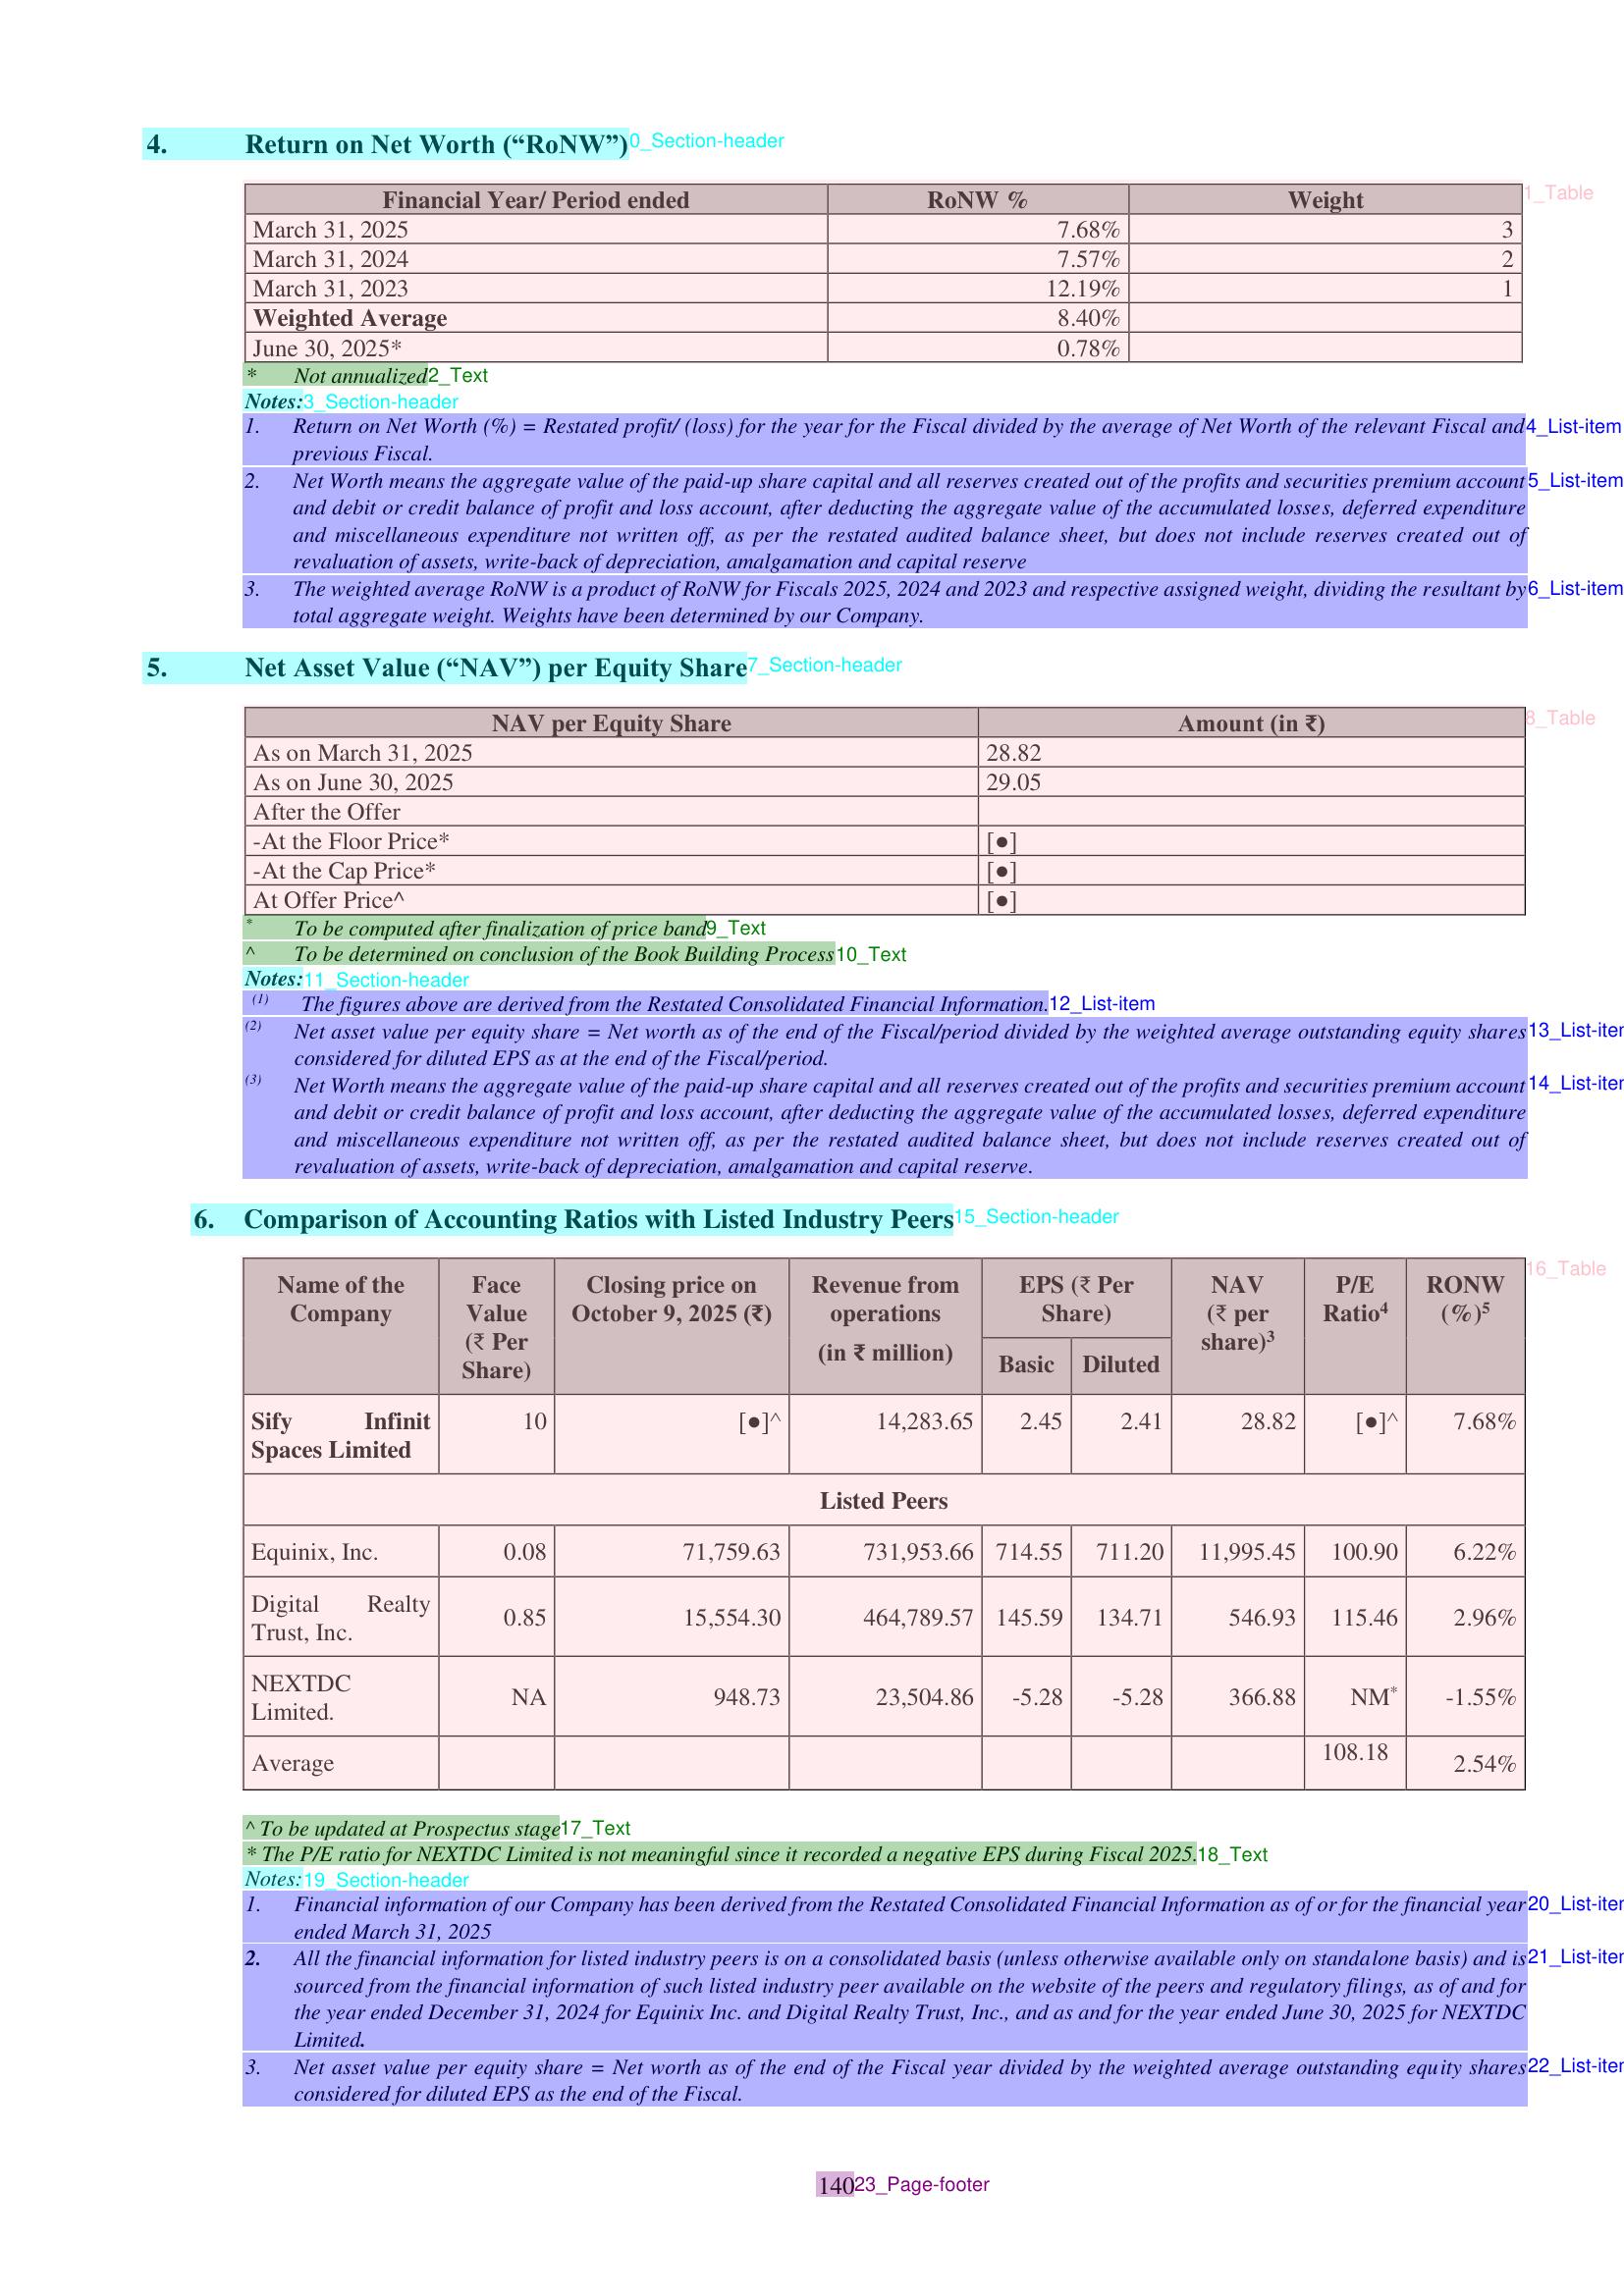 4. Return on Net Worth (“RoNW”)0_Section-header
Financial Year/ Period ended RoNW % Weight 1_Table
March 31, 2025 7.68% 3
March 31, 2024 7.57% 2
March 31, 2023 12.19% 1
Weighted Average 8.40%
June 30, 2025* 0.78%
* Not annualized2_Text
Notes:3_Section-header
1. Return on Net Worth (%) = Restated profit/ (loss) for the year for the Fiscal divided by the average of Net Worth of the relevant Fiscal and4_List-item
previous Fiscal.
2. Net Worth means the aggregate value of the paid-up share capital and all reserves created out of the profits and securities premium account5_List-item
and debit or credit balance of profit and loss account, after deducting the aggregate value of the accumulated losses, deferred expenditure
and miscellaneous expenditure not written off, as per the restated audited balance sheet, but does not include reserves created out of
revaluation of assets, write-back of depreciation, amalgamation and capital reserve
3. The weighted average RoNW is a product of RoNW for Fiscals 2025, 2024 and 2023 and respective assigned weight, dividing the resultant by6_List-item
total aggregate weight. Weights have been determined by our Company.
5. Net Asset Value (“NAV”) per Equity Share7_Section-header
NAV per Equity Share Amount (in ₹) 8_Table
As on March 31, 2025 28.82
As on June 30, 2025 29.05
After the Offer
-At the Floor Price* [●]
-At the Cap Price* [●]
At Offer Price^ [●]
* To be computed after finalization of price band9_Text
^ To be determined on conclusion of the Book Building Process10_Text
Notes:11_Section-header
(1) The figures above are derived from the Restated Consolidated Financial Information.12_List-item
(2) Net asset value per equity share = Net worth as of the end of the Fiscal/period divided by the weighted average outstanding equity shares13_List-item
considered for diluted EPS as at the end of the Fiscal/period.
(3) Net Worth means the aggregate value of the paid-up share capital and all reserves created out of the profits and securities premium account14_List-item
and debit or credit balance of profit and loss account, after deducting the aggregate value of the accumulated losses, deferred expenditure
and miscellaneous expenditure not written off, as per the restated audited balance sheet, but does not include reserves created out of
revaluation of assets, write-back of depreciation, amalgamation and capital reserve.
6. Comparison of Accounting Ratios with Listed Industry Peers15_Section-header
Name of the Company Face Value (₹ Per Share) Closing price on October 9, 2025 (₹) Revenue from operations (in ₹ million) EPS (₹ Per Share) NAV (₹ per share)3 P/E Ratio4 RONW (%)5 16_Table
Basic Diluted
Sify Infinit Spaces Limited 10 [●]^ 14,283.65 2.45 2.41 28.82 [●]^ 7.68%
Listed Peers
Equinix, Inc. 0.08 71,759.63 731,953.66 714.55 711.20 11,995.45 100.90 6.22%
Digital Realty Trust, Inc. 0.85 15,554.30 464,789.57 145.59 134.71 546.93 115.46 2.96%
NEXTDC Limited. NA 948.73 23,504.86 -5.28 -5.28 366.88 NM* -1.55%
Average 108.18 2.54%
^ To be updated at Prospectus stage17_Text
* The P/E ratio for NEXTDC Limited is not meaningful since it recorded a negative EPS during Fiscal 2025.18_Text
Notes:19_Section-header
1. Financial information of our Company has been derived from the Restated Consolidated Financial Information as of or for the financial year20_List-iter
ended March 31, 2025
2. All the financial information for listed industry peers is on a consolidated basis (unless otherwise available only on standalone basis) and is21_List-iter
sourced from the financial information of such listed industry peer available on the website of the peers and regulatory filings, as of and for
the year ended December 31, 2024 for Equinix Inc. and Digital Realty Trust, Inc., and as and for the year ended June 30, 2025 for NEXTDC
Limited.
3. Net asset value per equity share = Net worth as of the end of the Fiscal year divided by the weighted average outstanding equity shares22_List-iter
considered for diluted EPS as the end of the Fiscal.
14023_Page-footer